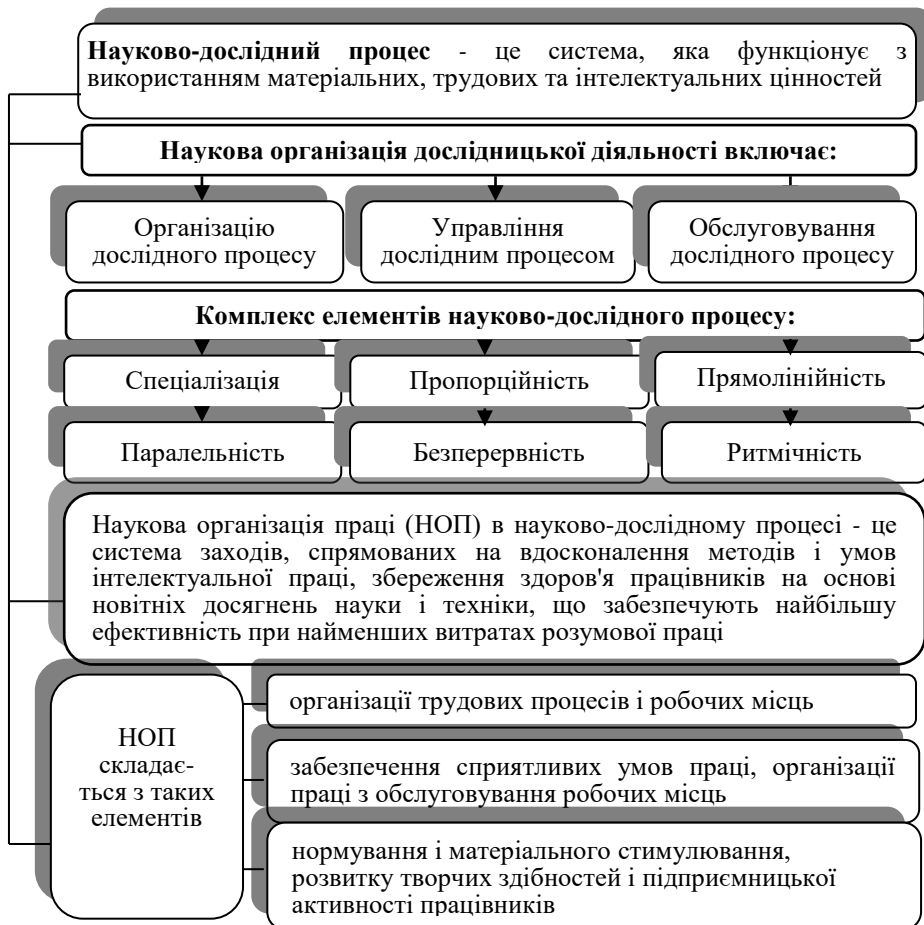 Науково-дослідний процес - це система, яка функціонує з
використанням матеріальних, трудових та інтелектуальних цінностей
Наукова організація дослідницької діяльності включає:
Організацію
дослідного процесу
Управління
дослідним процесом
Обслуговування
дослідного процесу
Комплекс елементів науково-дослідного процесу:
Спеціалізація
Пропорційність
Прямолінійність
Паралельність
Безперервність
Ритмічність
Наукова організація праці (НОП) в науково-дослідному процесі - це
система заходів, спрямованих на вдосконалення методів і умов
інтелектуальної праці, збереження здоров'я працівників на основі
новітніх досягнень науки і техніки, що забезпечують найбільшу
ефективність при найменших витратах розумової праці
НОП
складає-
ться з таких
елементів
організації трудових процесів і робочих місць
забезпечення сприятливих умов праці, організації
праці з обслуговування робочих місць
нормування і матеріального стимулювання,
розвитку творчих здібностей і підприємницької
активності працівників